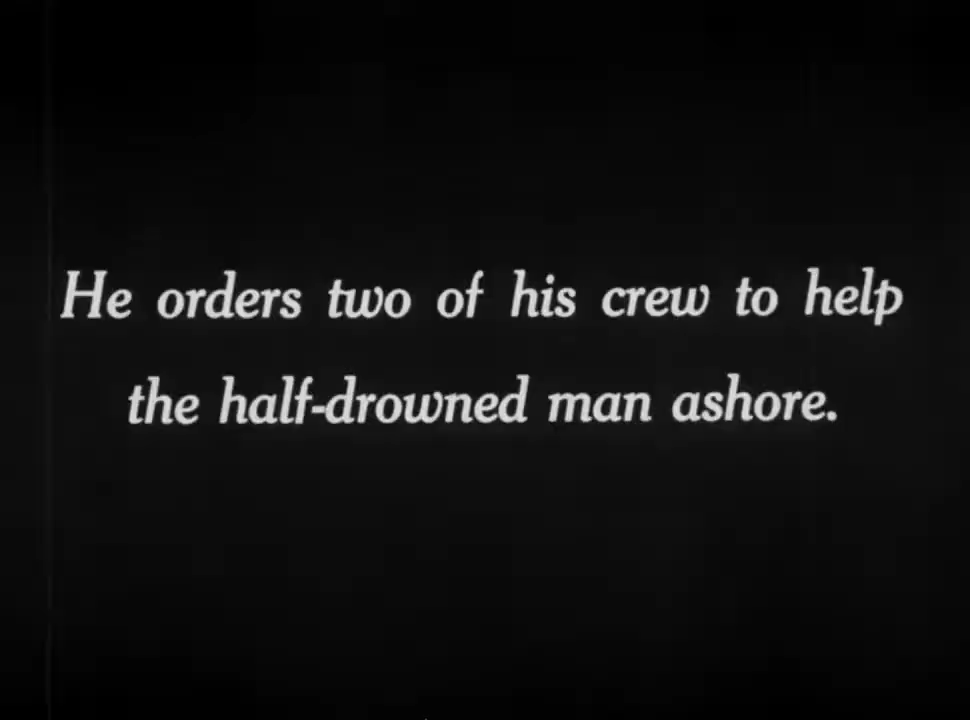 He orders two of his crew to help
the half-drowned man ashore.